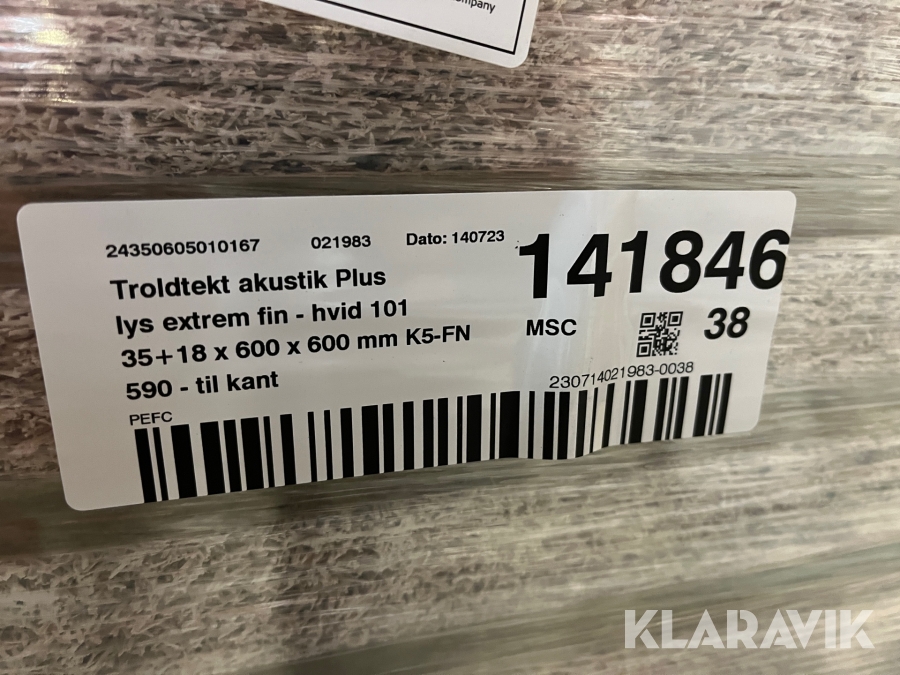 company
24350605010167 021983 Dato: 140723
141846
Troldtekt akustik Plus
lys extrem fin - hvid 101
35+18 x 600 x 600 mm K5-FN
590 - til kant
MSC
38
230714021983-0038
PEFC
KLARAVIK